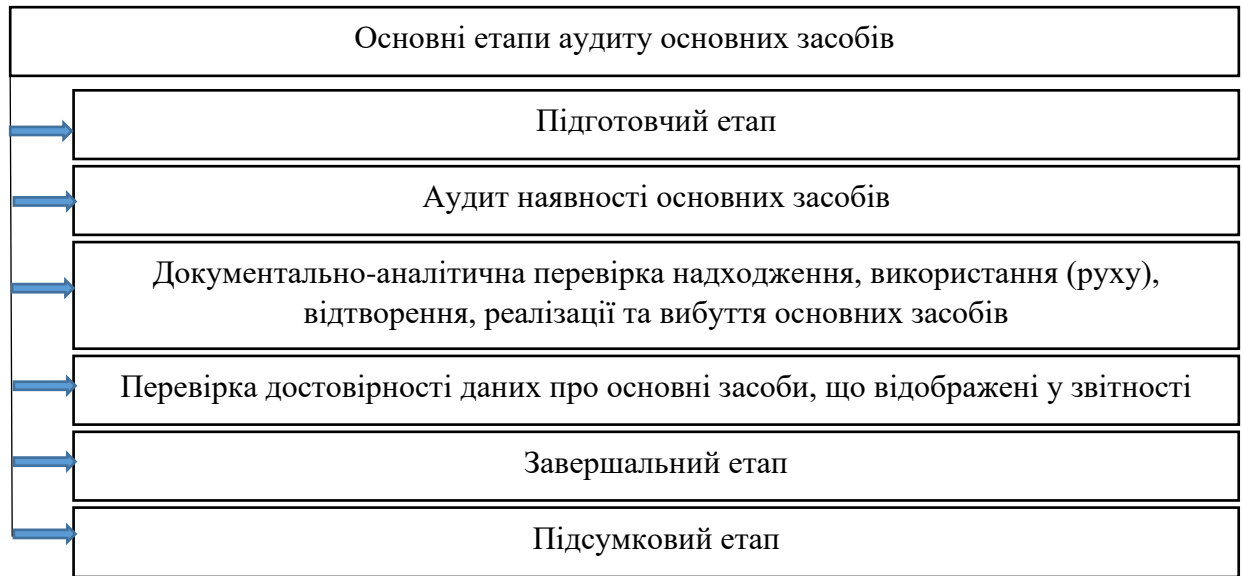 Основні етапи аудиту основних засобів
Підготовчий етап
Аудит наявності основних засобів
Документально-аналітична перевірка надходження, використання (руху),
відтворення, реалізації та вибуття основних засобів
Перевірка достовірності даних про основні засоби, що відображені у звітності
Завершальний етап
Підсумковий етап